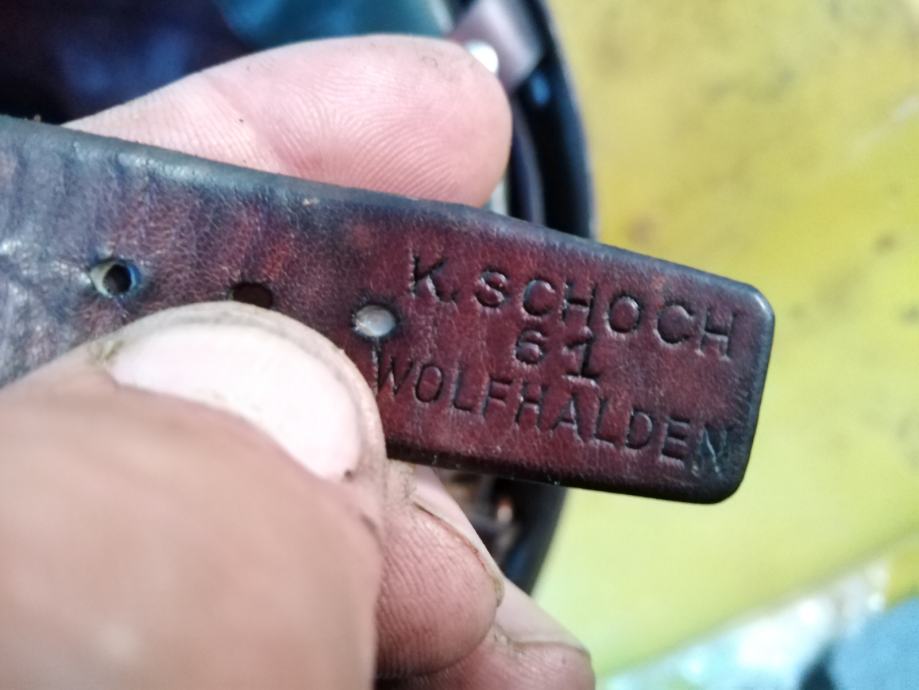 K. SCHOCH
61
WOLFHALDEN